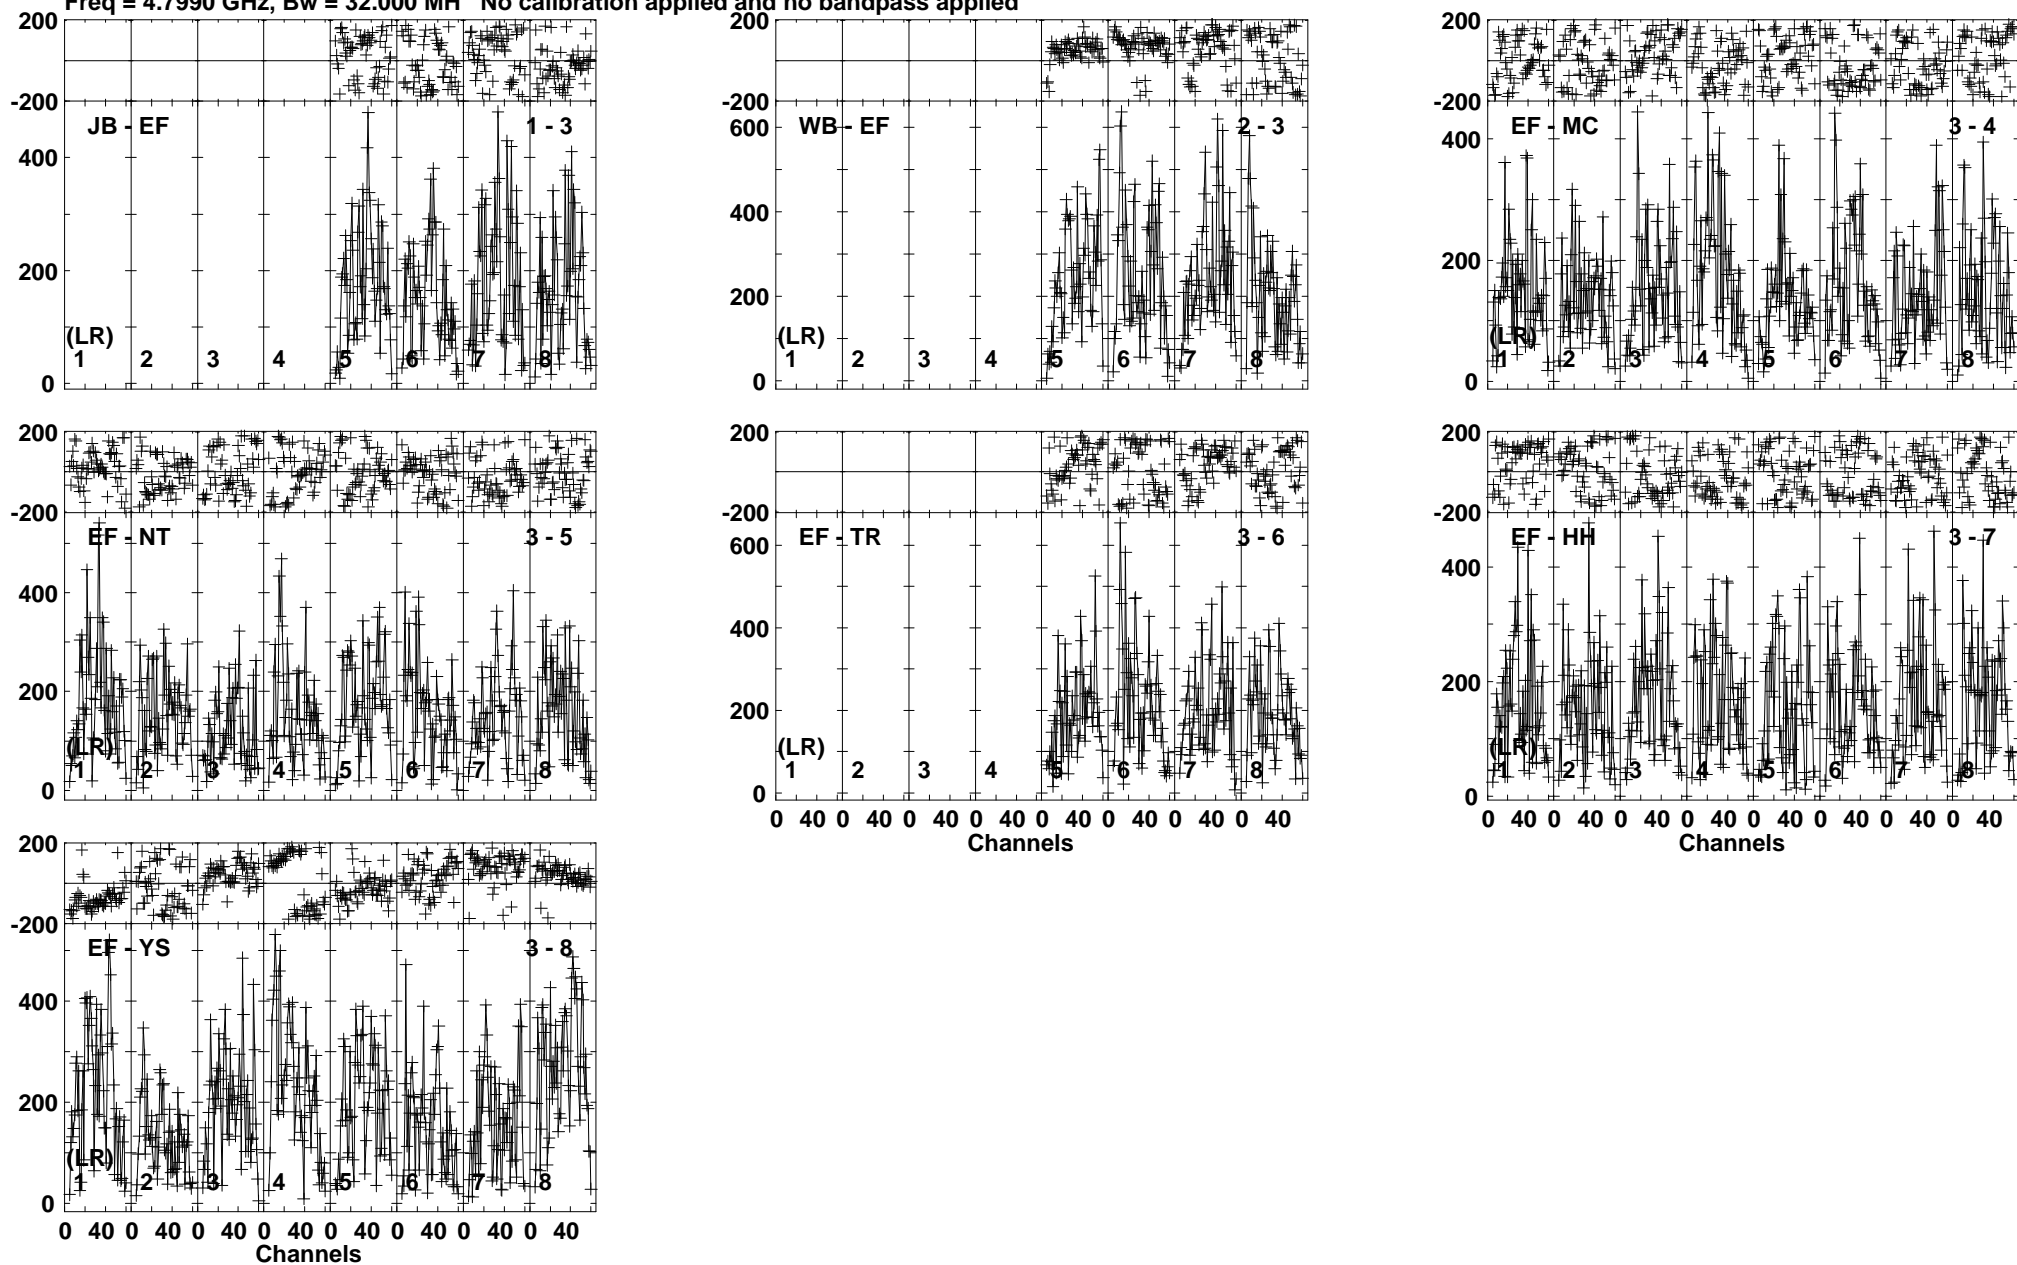 Freq = 4.7990 GHz, Bw = 32.000 MH No calibration applied and no bandpass applied
200 200 200
-200 -200 -200
JB - EF 1 - 3 WB - EF 2 - 3 EF - MC 3 - 4
600
400 400 400
200 200 200
(LR) (LR) (LR)
1 2 3 4 5 6 7 8 1 2 3 4 5 6 7 8 1 2 3 4 5 6 7 8
0 0 0
200 200 200
-200 -200 -200
EF - NT 3 - 5 EF - TR 3 - 6 EF - HH 3 - 7
600
400 400 400
200 200 200
(LR) (LR) (LR)
1 2 3 4 5 6 7 8 1 2 3 4 5 6 7 8 1 2 3 4 5 6 7 8
0 0 0
0 40 0 40 0 40 0 40 0 40 0 40 0 40 0 40 0 40 0 40 0 40 0 40 0 40 0 40 0 40 0 40
Channels Channels
200
-200
EF - YS 3 - 8
400
200
(LR)
1 2 3 4 5 6 7 8
0
0 40 0 40 0 40 0 40 0 40 0 40 0 40 0 40
Channels